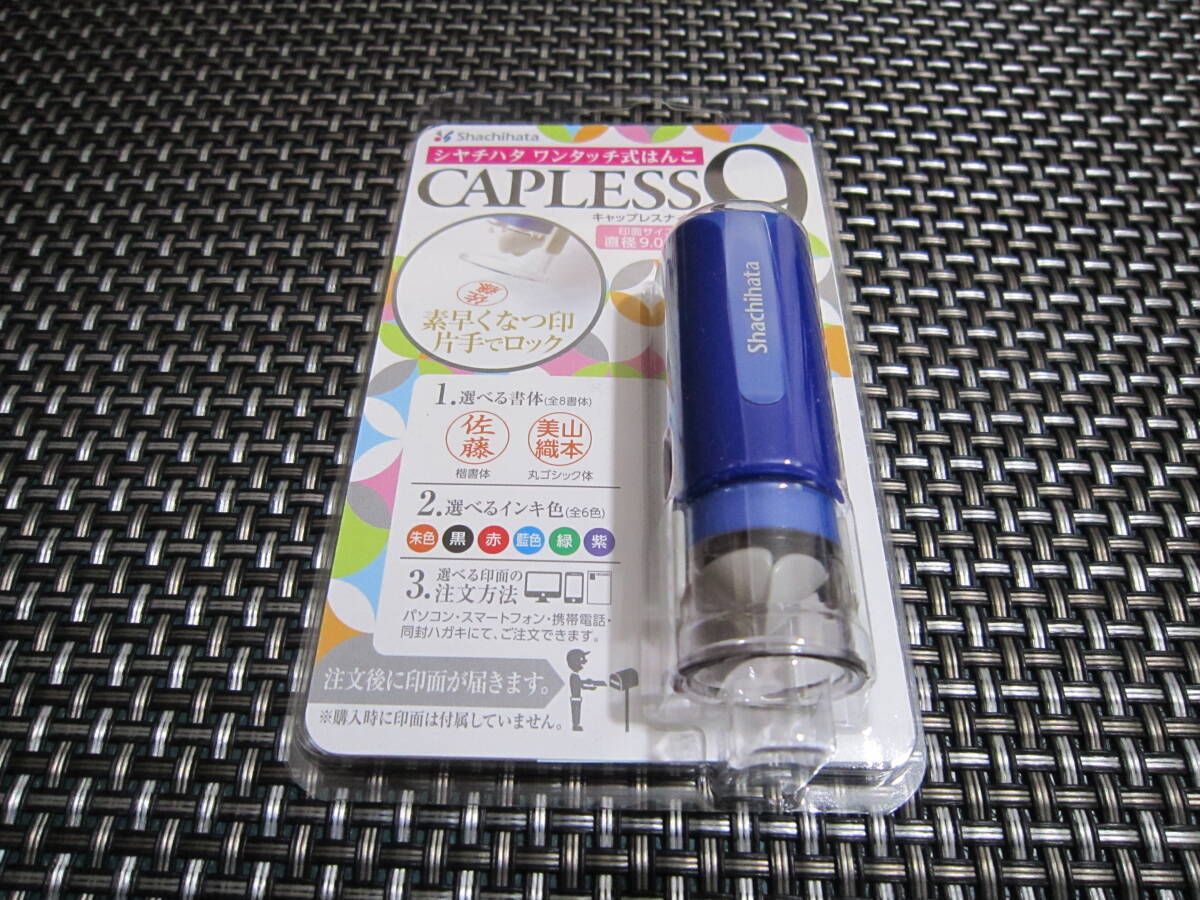 Shachihata
シヤチハタ ワンタッチ式はんこ
CAPLESS9
キャップレスナ
印面サイズ
直径9.0
素早くなつ印
片手でロック
Shachihata
1.選べる書体(全8書体)
佐藤
楷書体
山本
美織
丸ゴシック体
2.選べるインキ色(全6色)
朱色 黒 赤 藍色 緑 紫
3.選べる印面の
注文方法
パソコン・スマートフォン・携帯電話・
同封ハガキにて、ご注文できます。
注文後に印面が届きます。
※購入時に印面は付属していません。